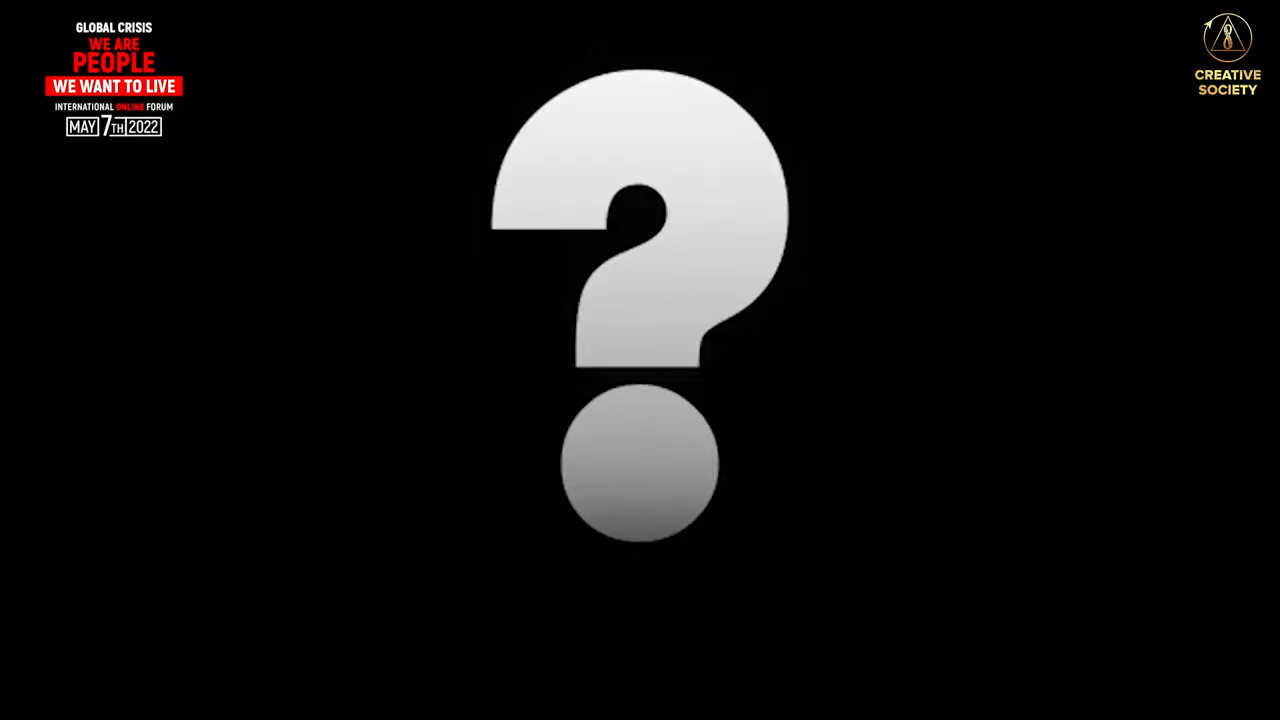 GLOBAL CRISIS
WE ARE
PEOPLE
WE WANT TO LIVE
INTERNATIONAL ONLINE FORUM
MAY 7TH 2022
CREATIVE
SOCIETY
?